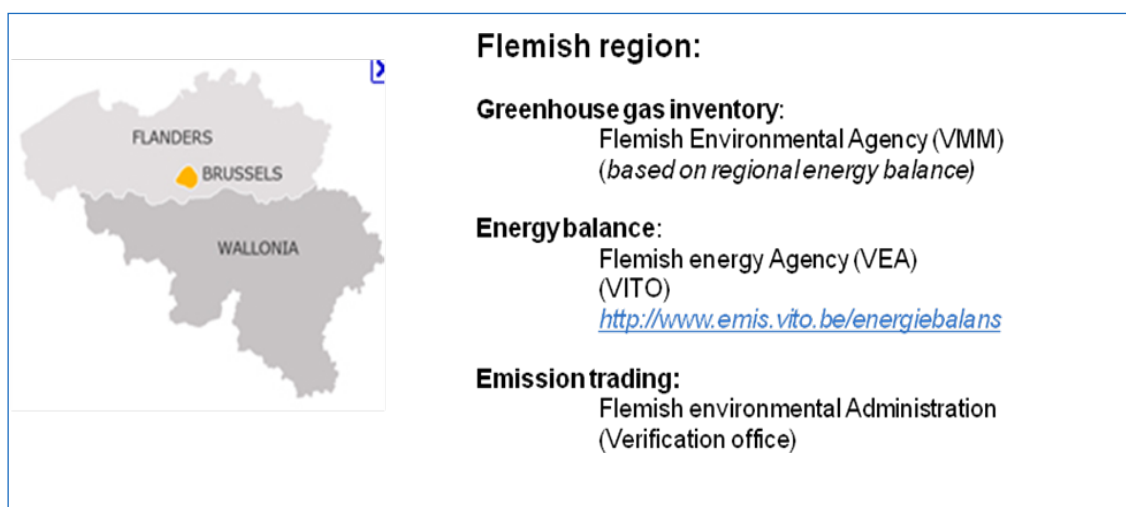 FLANDERS
BRUSSELS
WALLONIA
Flemish region:
Greenhouse gas inventory:
Flemish Environmental Agency (VMM)
(based on regional energy balance)
Energy balance:
Flemish energy Agency (VEA)
(VITO)
http://www.emis.vito.be/energiebalans
Emission trading:
Flemish environmental Administration
(Verification office)